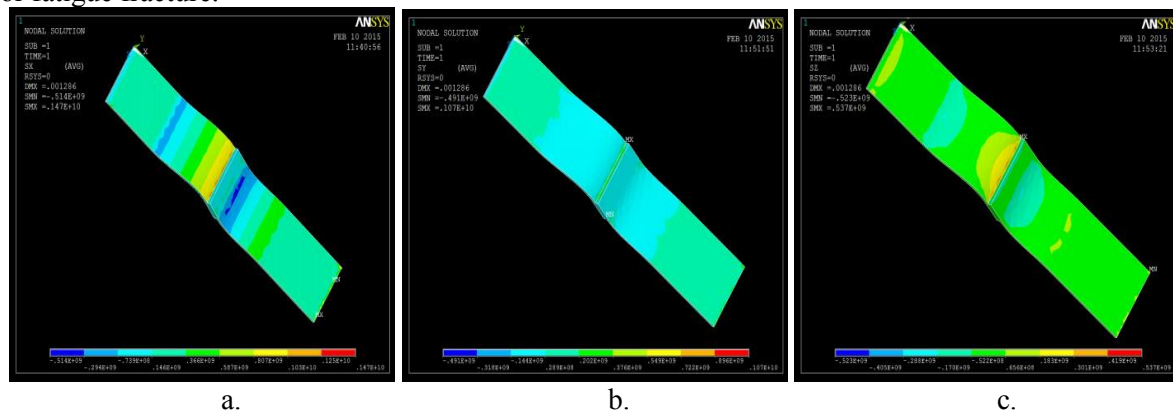 or fatigue fracture.
1
NODAL SOLUTION
SUB =1
TIME=1
SX (AVG)
RSYS=0
DMX =.001286
SMN =-.514E+09
SMX =.147E+10
ANSYS
FEB 10 2015
11:40:56
Y
X
MN
MX
-.514E+09 -.739E+08 .366E+09 .807E+09 .125E+10
-.294E+09 .146E+09 .587E+09 .103E+10 .147E+10
a.
1
NODAL SOLUTION
SUB =1
TIME=1
SY (AVG)
RSYS=0
DMX =.001286
SMN =-.491E+09
SMX =.107E+10
ANSYS
FEB 10 2015
11:51:51
Y
X
MX
MN
-.491E+09 -.144E+09 .202E+09 .549E+09 .896E+09
-.318E+09 .289E+08 .376E+09 .722E+09 .107E+10
b.
1
NODAL SOLUTION
SUB =1
TIME=1
SZ (AVG)
RSYS=0
DMX =.001286
SMN =-.523E+09
SMX =.537E+09
ANSYS
FEB 10 2015
11:53:21
Y
X
MX
MN
-.523E+09 -.288E+09 -.522E+08 .183E+09 .419E+09
-.405E+09 -.170E+09 .656E+08 .301E+09 .537E+09
c.